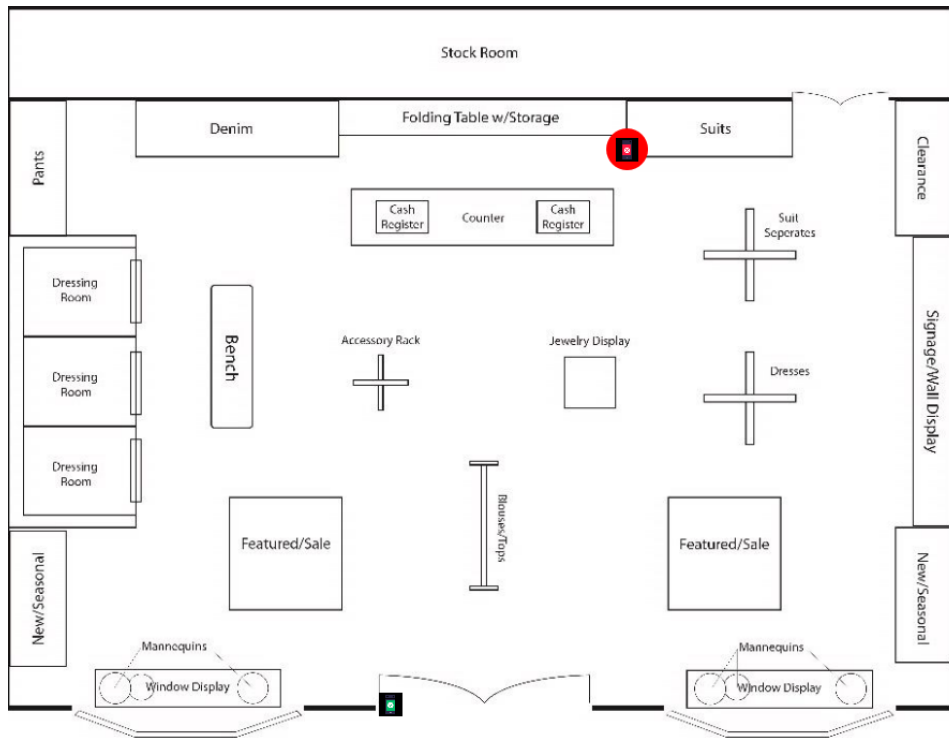 Stock Room
Folding Table w/Storage
Denim
Suits
Pants
Clearance
Cash
Register
Counter
Cash
Register
Suit
Seperates
Dressing
Room
Bench
Accessory Rack
Jewelry Display
Signage/Wall Display
Dressing
Room
Dresses
Dressing
Room
Blouses/Tops
Featured/Sale
Featured/Sale
New/Seasonal
New/Seasonal
Mannequins
Window Display
Mannequins
Window Display